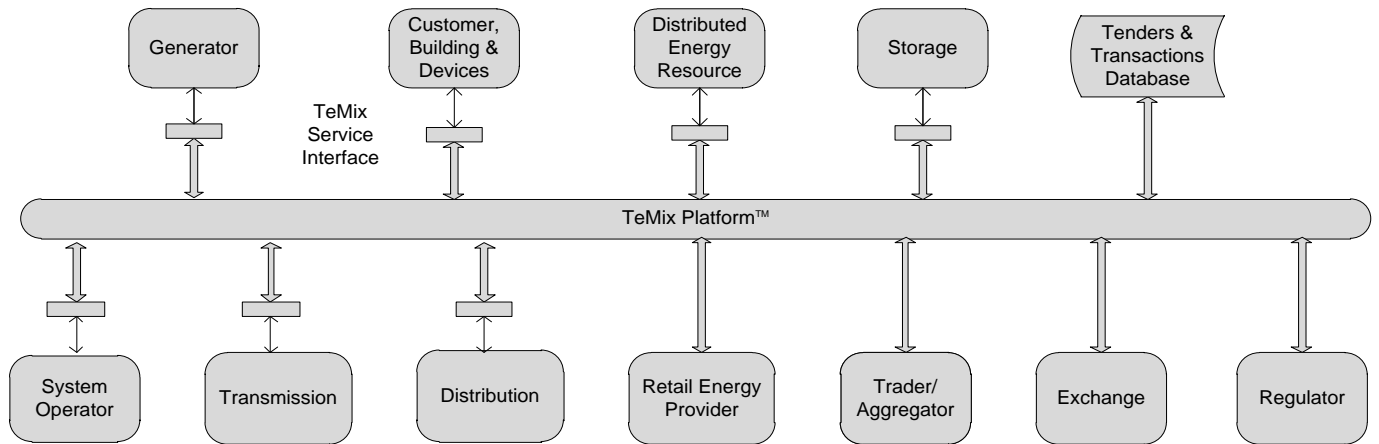 Generator
Customer,
Building &
Devices
Distributed
Energy
Resource
Storage
Tenders &
Transactions
Database
TeMix
Service
Interface
TeMix Platform™
System
Operator
Transmission
Distribution
Retail Energy
Provider
Trader/
Aggregator
Exchange
Regulator